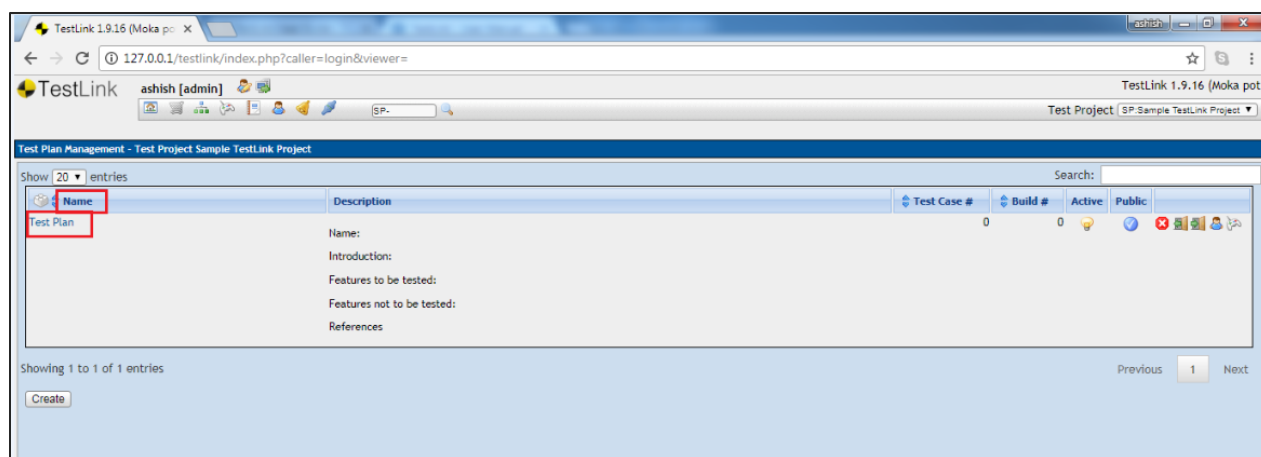 TestLink 1.9.16 (Moka po
ashish
127.0.0.1/testlink/index.php?caller=login&viewer=
TestLink ashish [admin] TestLink 1.9.16 (Moka pot
SP- Test Project SP:Sample TestLink Project
Test Plan Management - Test Project Sample TestLink Project
Show 20 entries Search:
Name Description Test Case # Build # Active Public
Test Plan 0 0
Name:
Introduction:
Features to be tested:
Features not to be tested:
References
Showing 1 to 1 of 1 entries Previous 1 Next
Create